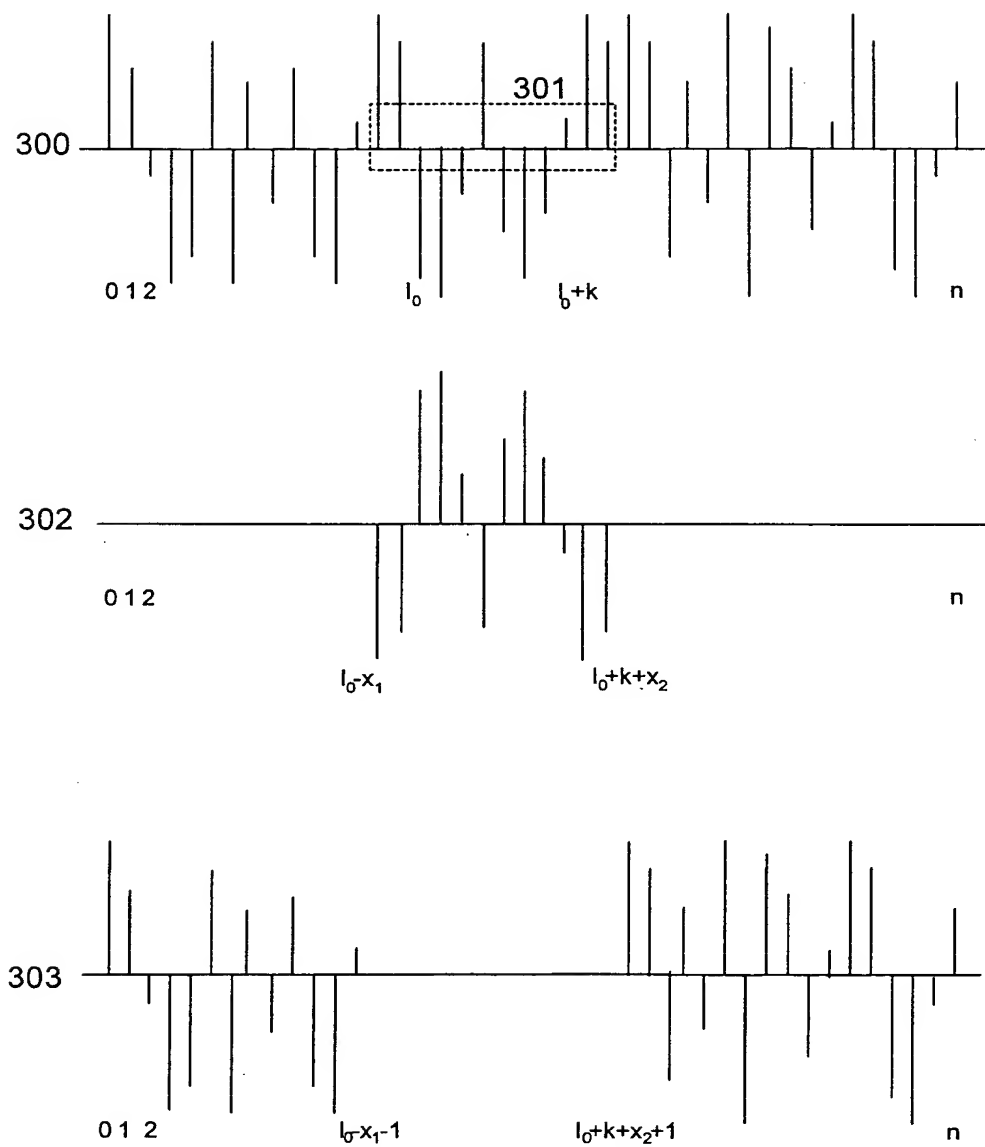 301
300
0 1 2 l₀ l₀+k n
302
0 1 2 n
l₀-x₁ l₀+k+x₂
303
0 1 2 l₀-x₁-1 l₀+k+x₂+1 n